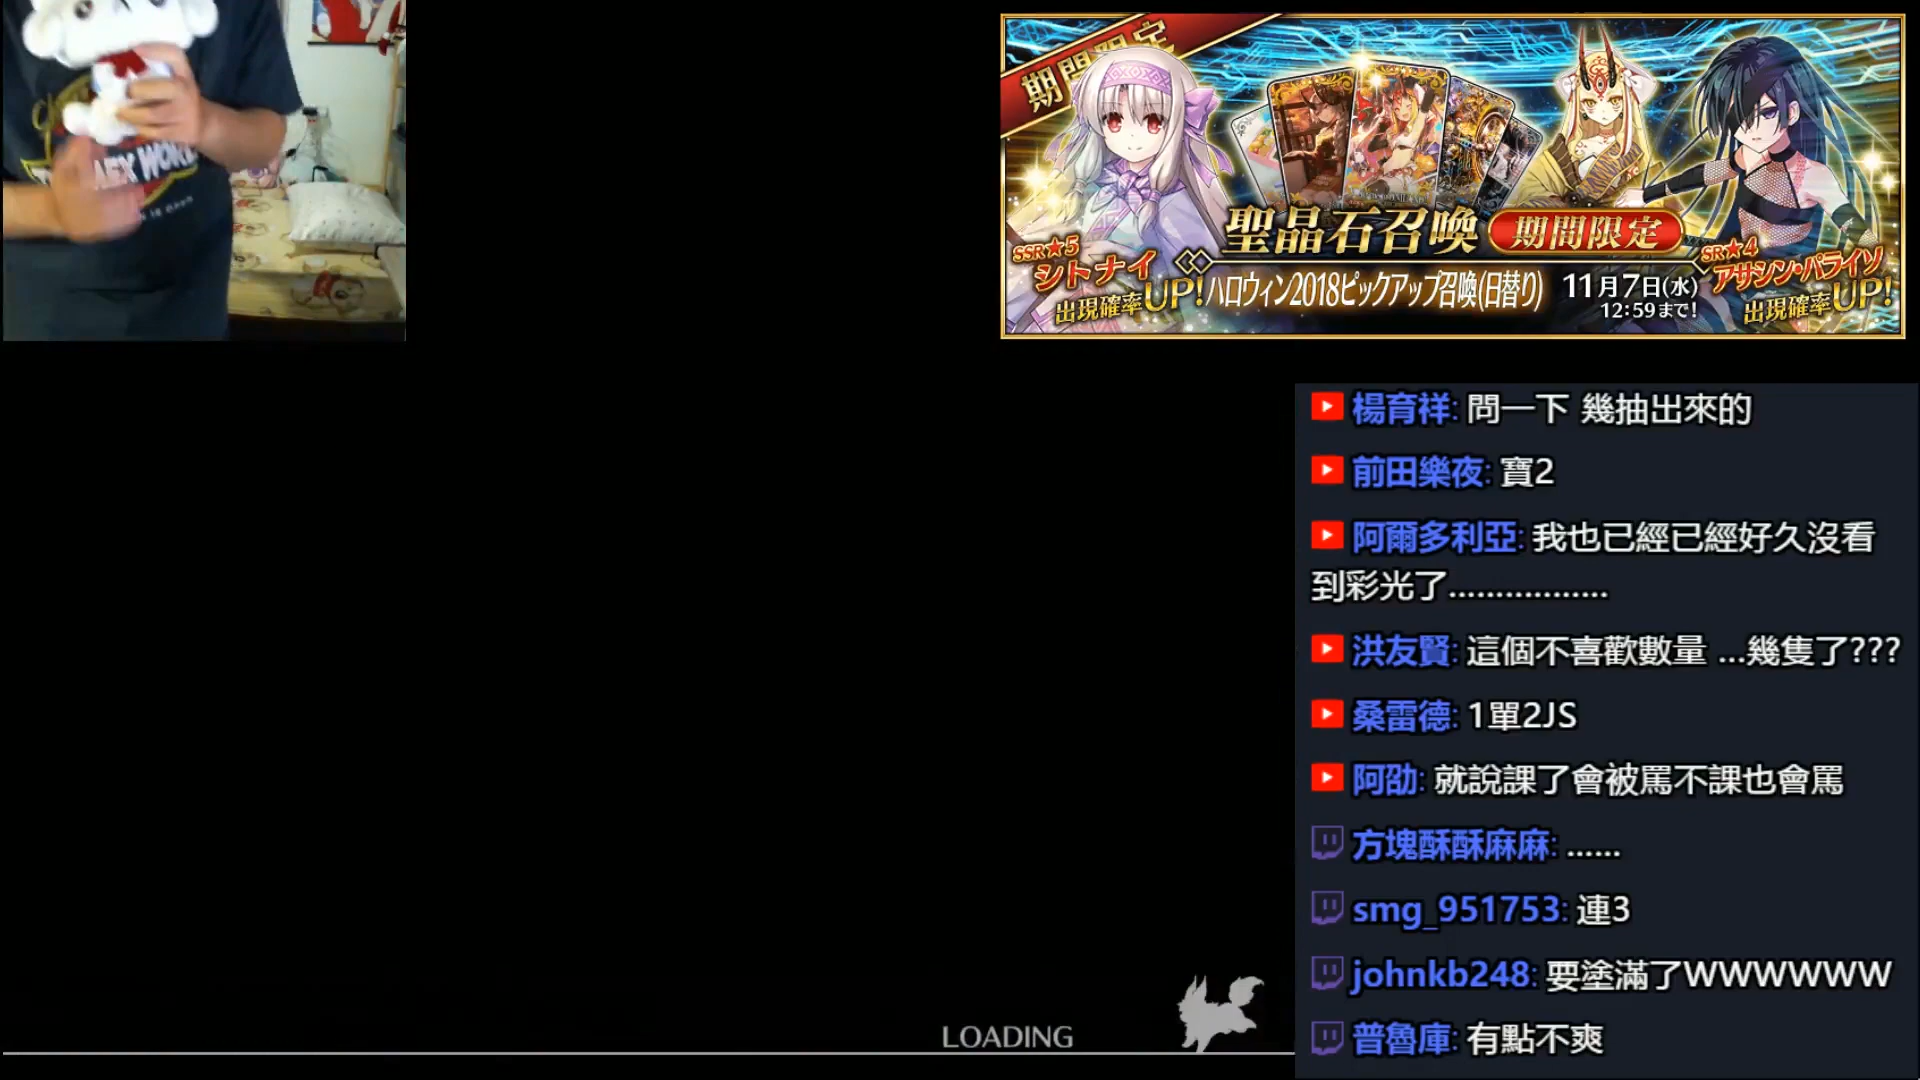 期間限定
SSR★5
シトナイ
出現確率UP!
聖晶石召喚
期間限定
ハロウィン2018ピックアップ召喚(日替り)
11月7日(水)
12:59まで!
SR★4
アサシン・パライソ
出現確率UP!
楊育祥: 問一下 幾抽出來的
前田樂夜: 寶2
阿爾多利亞: 我也已經已經好久沒看
到彩光了.................
洪友賢: 這個不喜歡數量 ...幾隻了???
桑雷德: 1單2JS
阿劭: 就說課了會被罵不課也會罵
方塊酥酥麻麻: ......
smg_951753: 連3
johnkb248: 要塗滿了WWWWWW
普魯庫: 有點不爽
LOADING